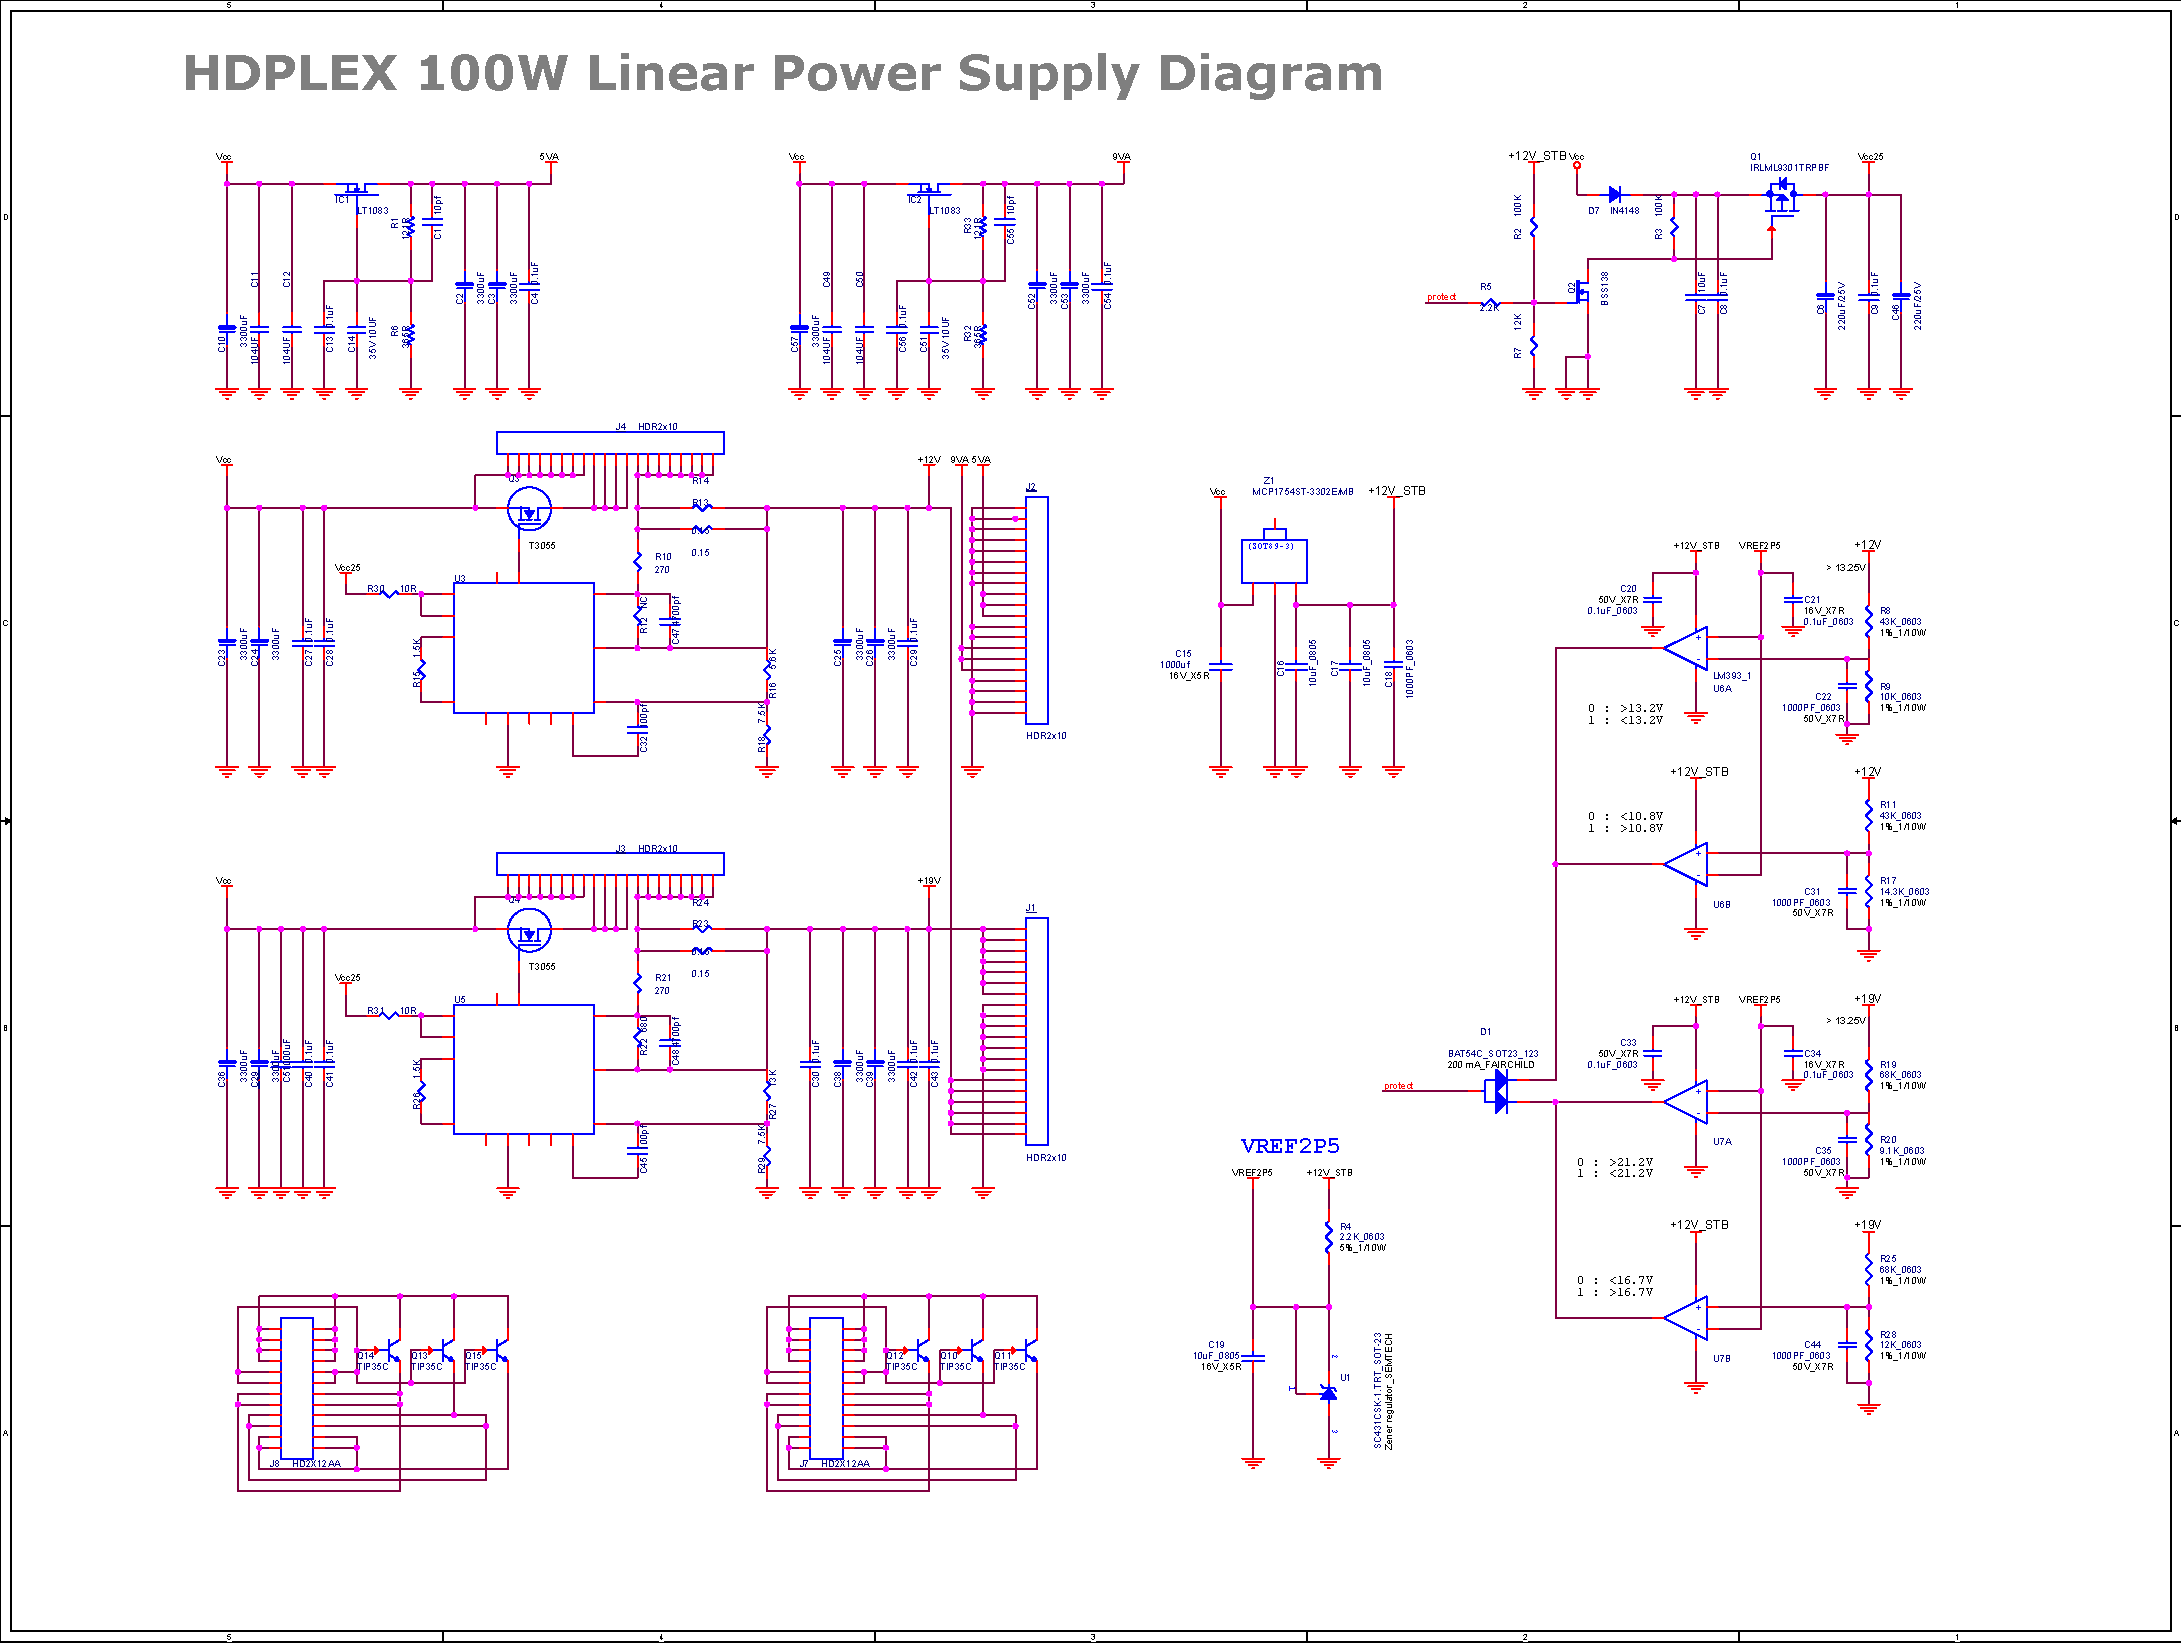 5
4
3
2
1
HDPLEX 100W Linear Power Supply Diagram
Vcc
5VA
IC1
LT1083
R1
121R
10pf
C1
C11
C12
3300uF
C10
104UF
104UF
0.1uF
C13
C14
35V10UF
R6
365R
C2
3300uF
C3
3300uF
C4
0.1uF
Vcc
9VA
IC2
LT1083
R33
121R
10pf
C55
C49
C50
C57
3300uF
104UF
104UF
C56
0.1uF
C51
35V10UF
R32
365R
C52
3300uF
C53
3300uF
C54
0.1uF
+12V_STB
Vcc
Q1
IRLML9301TRPBF
Vcc25
R2
100K
D7
IN4148
R3
100K
protect
R5
2.2K
Q2
BSS138
R7
12K
C7
10uF
C8
0.1uF
C6
220uF/25V
C9
0.1uF
C46
220uF/25V
D
D
J4 HDR2x10
Vcc
Q3
T3055
R14
R13
0.15
R10
270
+12V
9VA
5VA
J2
HDR2x10
Vcc25
R30
10R
U3
R15
1.5K
R12
NC
C47
4700pf
C32
100pf
R16
5.6K
R18
7.5K
C23
3300uF
C24
3300uF
C27
0.1uF
C28
0.1uF
C25
3300uF
C26
3300uF
C29
0.1uF
Vcc
Z1
MCP1754ST-3302E/MB
+12V_STB
(SOT89-3)
C15
1000uf
16V_X5R
C16
10uF_0805
C17
10uF_0805
C18
1000PF_0603
C
C
+12V_STB
VREF2P5
+12V
> 13.25V
C20
50V_X7R
0.1uF_0603
C21
16V_X7R
0.1uF_0603
R8
43K_0603
1%_1/10W
LM393_1
U6A
C22
1000PF_0603
50V_X7R
R9
10K_0603
1%_1/10W
0 : >13.2V
1 : <13.2V
+12V_STB
+12V
0 : <10.8V
1 : >10.8V
R11
43K_0603
1%_1/10W
U6B
C31
1000PF_0603
50V_X7R
R17
14.3K_0603
1%_1/10W
J3 HDR2x10
Vcc
Q4
T3055
R24
R23
0.15
R21
270
+19V
J1
HDR2x10
Vcc25
R31
10R
U5
R26
1.5K
R22
680
C48
4700pf
C45
100pf
R27
13K
R29
7.5K
C36
3300uF
C29
3300uF
C51
1000uF
C40
0.1uF
C41
0.1uF
C30
0.1uF
C38
3300uF
C39
3300uF
C42
0.1uF
C43
0.1uF
B
B
+12V_STB
VREF2P5
+19V
> 13.25V
D1
BAT54C_SOT23_123
200 mA_FAIRCHILD
protect
C33
50V_X7R
0.1uF_0603
C34
16V_X7R
0.1uF_0603
R19
68K_0603
1%_1/10W
U7A
C35
1000PF_0603
50V_X7R
R20
9.1K_0603
1%_1/10W
0 : >21.2V
1 : <21.2V
+12V_STB
+19V
0 : <16.7V
1 : >16.7V
R25
68K_0603
1%_1/10W
U7B
C44
1000PF_0603
50V_X7R
R28
12K_0603
1%_1/10W
VREF2P5
VREF2P5
+12V_STB
R4
2.2K_0603
5%_1/10W
C19
10uF_0805
16V_X5R
U1
1
2
3
SC431CSK-1.TRT_SOT-23
Zener regulator_SEMTECH
Q14
TIP35C
Q13
TIP35C
Q15
TIP35C
J8 HD2X12AA
Q12
TIP35C
Q10
TIP35C
Q11
TIP35C
J7 HD2X12AA
A
A
5
4
3
2
1